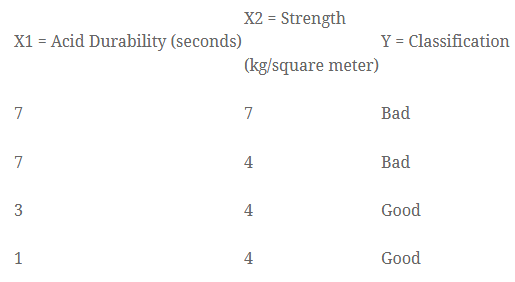 X1 = Acid Durability (seconds) X2 = Strength (kg/square meter) Y = Classification
7 7 Bad
7 4 Bad
3 4 Good
1 4 Good